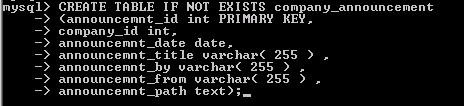 mysql> CREATE TABLE IF NOT EXISTS company_announcement
-> (announcemnt_id int PRIMARY KEY,
-> company_id int,
-> announcemnt_date date,
-> announcemnt_title varchar( 255 ) ,
-> announcemnt_by varchar( 255 ) ,
-> announcemnt_from varchar( 255 ) ,
-> announcemnt_path text);_